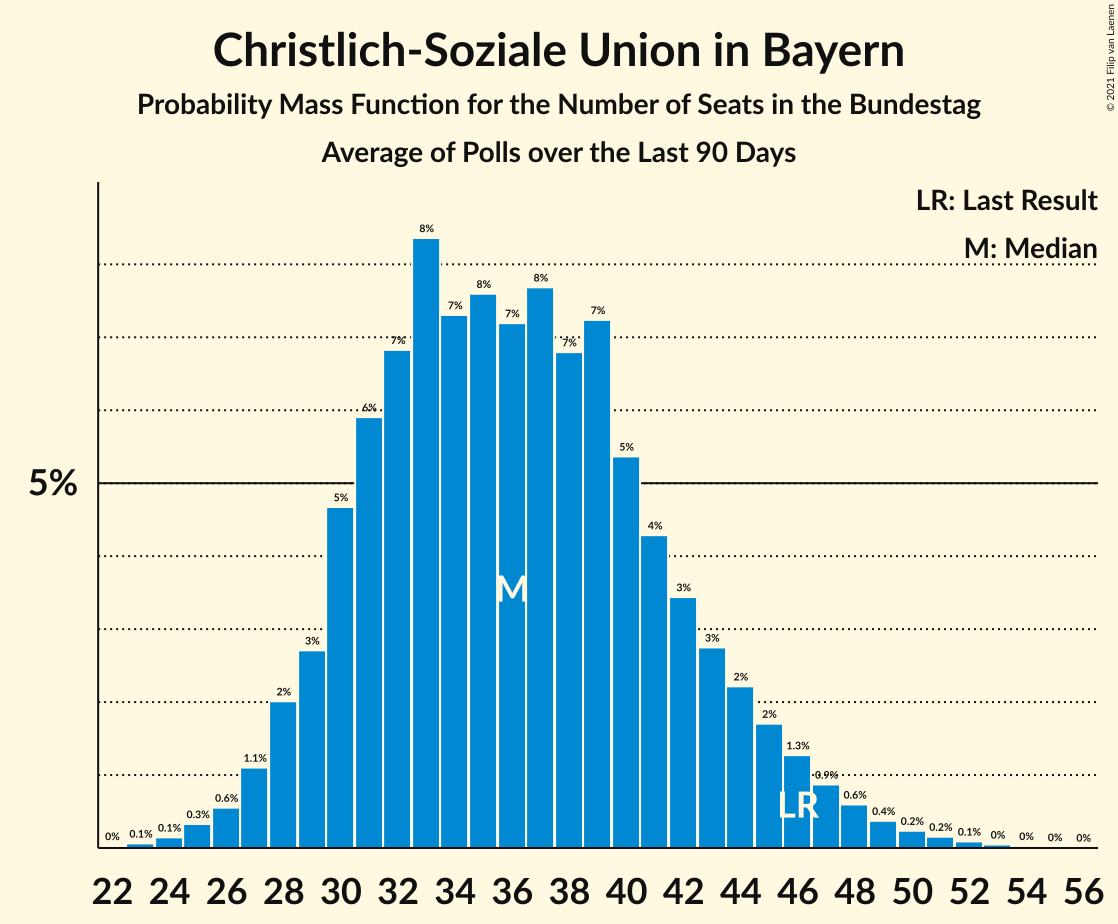 © 2021 Filip van Laenen
Christlich-Soziale Union in Bayern
Probability Mass Function for the Number of Seats in the Bundestag
Average of Polls over the Last 90 Days
LR: Last Result
M: Median
5%
0% 0.1% 0.1% 0.3% 0.6% 1.1% 2% 3% 5% 6% 7% 8% 7% 8% 7% 8% 7% 7% 5% 4% 3% 3% 2% 2% 1.3% 0.9% 0.6% 0.4% 0.2% 0.2% 0.1% 0% 0% 0% 0%
M
LR
22 24 26 28 30 32 34 36 38 40 42 44 46 48 50 52 54 56